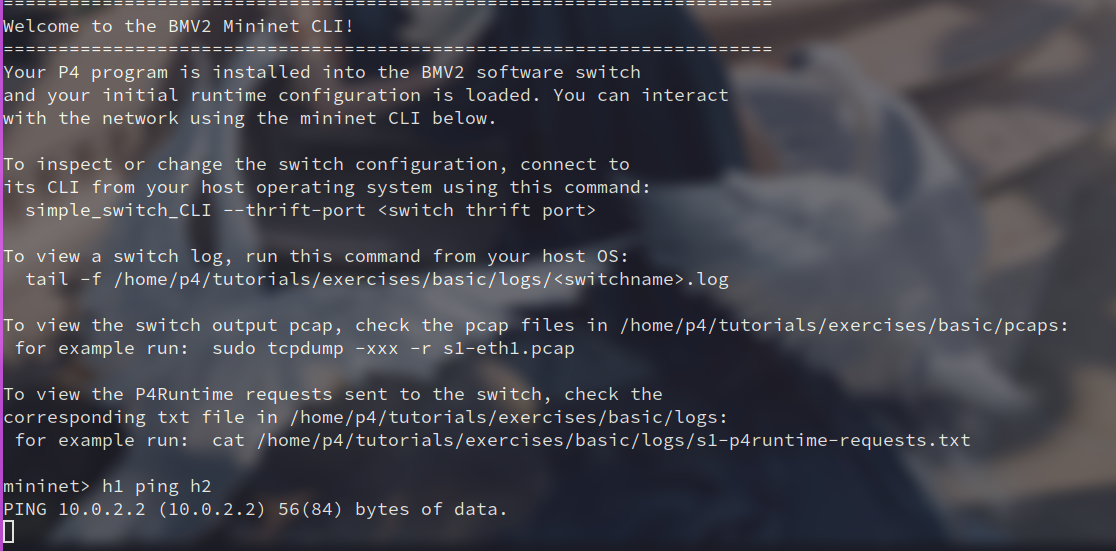 ======================================================================
Welcome to the BMV2 Mininet CLI!
======================================================================
Your P4 program is installed into the BMV2 software switch
and your initial runtime configuration is loaded. You can interact
with the network using the mininet CLI below.
To inspect or change the switch configuration, connect to
its CLI from your host operating system using this command:
simple_switch_CLI --thrift-port <switch thrift port>
To view a switch log, run this command from your host OS:
tail -f /home/p4/tutorials/exercises/basic/logs/<switchname>.log
To view the switch output pcap, check the pcap files in /home/p4/tutorials/exercises/basic/pcaps:
for example run:  sudo tcpdump -xxx -r s1-eth1.pcap
To view the P4Runtime requests sent to the switch, check the
corresponding txt file in /home/p4/tutorials/exercises/basic/logs:
for example run:  cat /home/p4/tutorials/exercises/basic/logs/s1-p4runtime-requests.txt
mininet> h1 ping h2
PING 10.0.2.2 (10.0.2.2) 56(84) bytes of data.